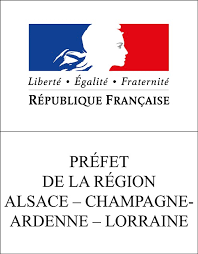 Liberté • Égalité • Fraternité
RÉPUBLIQUE FRANÇAISE
PRÉFET
DE LA RÉGION
ALSACE – CHAMPAGNE-
ARDENNE – LORRAINE